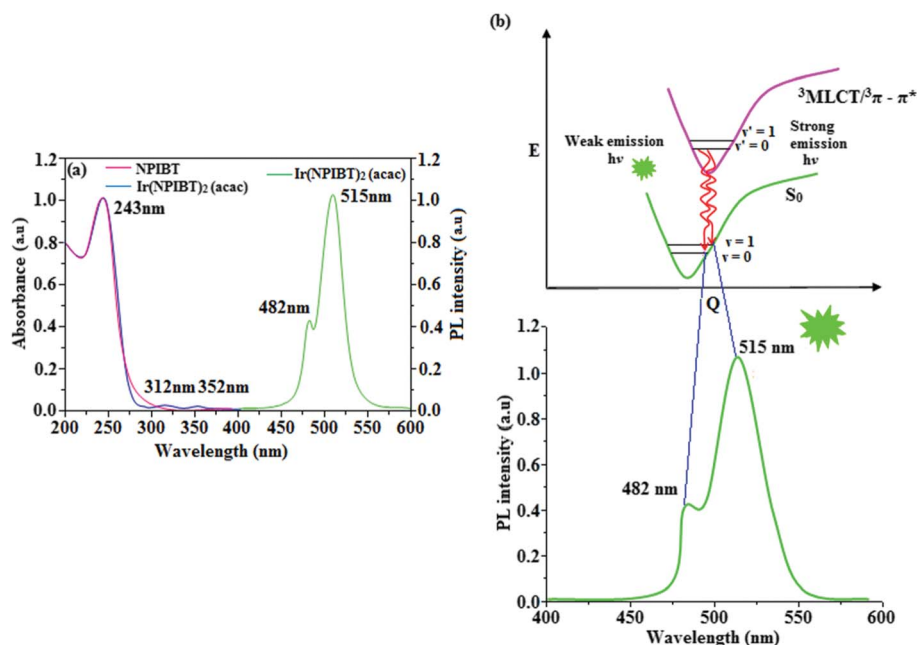 (a)
NPIBT
Ir(NPIBT)₂ (acac)
Ir(NPIBT)₂ (acac)
243nm
515nm
482nm
312nm 352nm
Absorbance (a.u)
1.2
1.0
0.8
0.6
0.4
0.2
0.0
PL intensity (a.u
1.2
1.0
0.8
0.6
0.4
0.2
0.0
200 250 300 350 400 450 500 550 600
Wavelength (nm)
(b)
E
³MLCT/³π - π*
v' = 1
v' = 0
Weak emission
hν
Strong
emission
hν
S₀
v = 1
v = 0
Q
515 nm
482 nm
PL intensity (a.u)
1.2
1.0
0.8
0.6
0.4
0.2
0.0
400 450 500 550 600
Wavelength (nm)